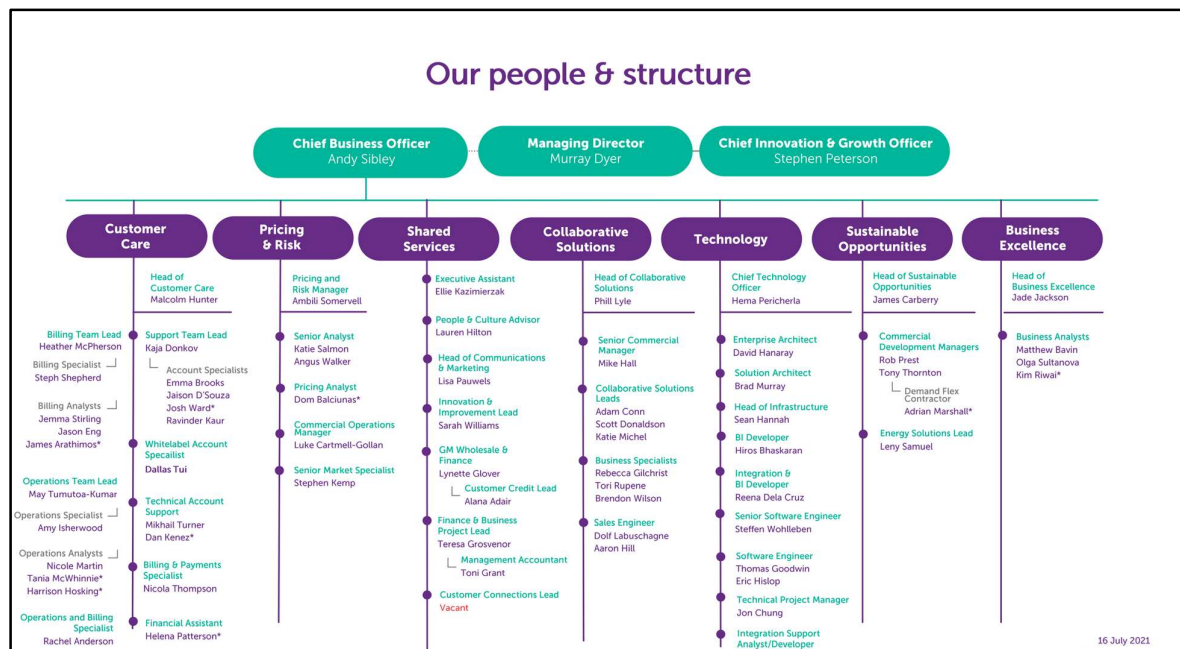 Our people & structure
Chief Business Officer
Andy Sibley
Managing Director
Murray Dyer
Chief Innovation & Growth Officer
Stephen Peterson
Customer
Care
Head of
Customer Care
Malcolm Hunter
Billing Team Lead
Heather McPherson
Billing Specialist
Steph Shepherd
Billing Analysts
Jemma Stirling
Jason Eng
James Arathimos*
Operations Team Lead
May Tumutoa-Kumar
Operations Specialist
Amy Isherwood
Operations Analysts
Nicole Martin
Tania McWhinnie*
Harrison Hosking*
Operations and Billing
Specialist
Rachel Anderson
Support Team Lead
Kaja Donkov
Account Specialists
Emma Brooks
Jaison D'Souza
Josh Ward*
Ravinder Kaur
Whitelabel Account
Specailist
Dallas Tui
Technical Account
Support
Mikhail Turner
Dan Kenez*
Billing & Payments
Specialist
Nicola Thompson
Financial Assistant
Helena Patterson*
Pricing
& Risk
Pricing and
Risk Manager
Ambili Somervell
Senior Analyst
Katie Salmon
Angus Walker
Pricing Analyst
Dom Balciunas*
Commercial Operations
Manager
Luke Cartmell-Gollan
Senior Market Specialist
Stephen Kemp
Shared
Services
Executive Assistant
Ellie Kazimierzak
People & Culture Advisor
Lauren Hilton
Head of Communications
& Marketing
Lisa Pauwels
Innovation &
Improvement Lead
Sarah Williams
GM Wholesale &
Finance
Lynette Glover
Customer Credit Lead
Alana Adair
Finance & Business
Project Lead
Teresa Grosvenor
Management Accountant
Toni Grant
Customer Connections Lead
Vacant
Collaborative
Solutions
Head of Collaborative
Solutions
Phill Lyle
Senior Commercial
Manager
Mike Hall
Collaborative Solutions
Leads
Adam Conn
Scott Donaldson
Katie Michel
Business Specialists
Rebecca Gilchrist
Tori Rupene
Brendon Wilson
Sales Engineer
Dolf Labuschagne
Aaron Hill
Technology
Chief Technology
Officer
Hema Pericherla
Enterprise Architect
David Hanaray
Solution Architect
Brad Murray
Head of Infrastructure
Sean Hannah
BI Developer
Hiros Bhaskaran
Integration &
BI Developer
Reena Dela Cruz
Senior Software Engineer
Steffen Wohlleben
Software Engineer
Thomas Goodwin
Eric Hislop
Technical Project Manager
Jon Chung
Integration Support
Analyst/Developer
Sustainable
Opportunities
Head of Sustainable
Opportunities
James Carberry
Commercial
Development Managers
Rob Prest
Tony Thornton
Demand Flex
Contractor
Adrian Marshall*
Energy Solutions Lead
Leny Samuel
Business
Excellence
Head of
Business Excellence
Jade Jackson
Business Analysts
Matthew Bavin
Olga Sultanova
Kim Riwai*
16 July 2021